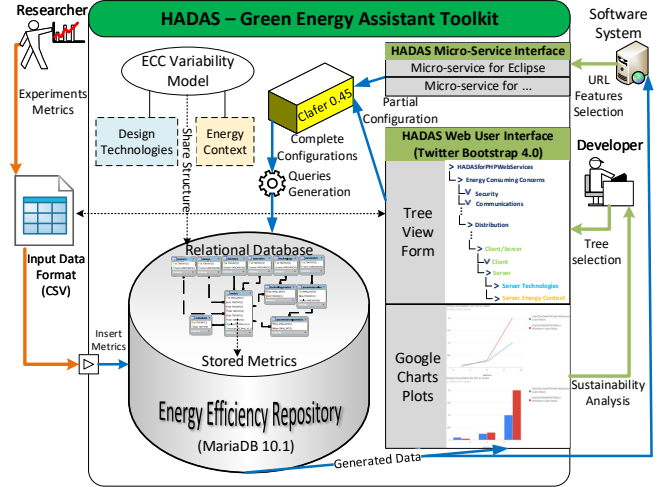 Researcher
HADAS – Green Energy Assistant Toolkit
Software
System
Experiments
Metrics
ECC Variability
Model
Design
Technologies
Energy
Context
Share Structure
Clafer 0.45
Complete
Configurations
Queries
Generation
Partial
Configuration
HADAS Micro-Service Interface
Micro-service for Eclipse
Micro-service for ...
URL
Features
Selection
HADAS Web User Interface
(Twitter Bootstrap 4.0)
Developer
Tree
View
Form
HADASforPHPWebServices
Energy Consuming Concerns
Security
Communications
Distribution
Client/Server
Client
Server
Server Technologies
Server Energy Context
Tree
selection
Input Data
Format
(CSV)
Insert
Metrics
Relational Database
Stored Metrics
Energy Efficiency Repository
(MariaDB 10.1)
Google
Charts
Plots
Sustainability
Analysis
Generated Data